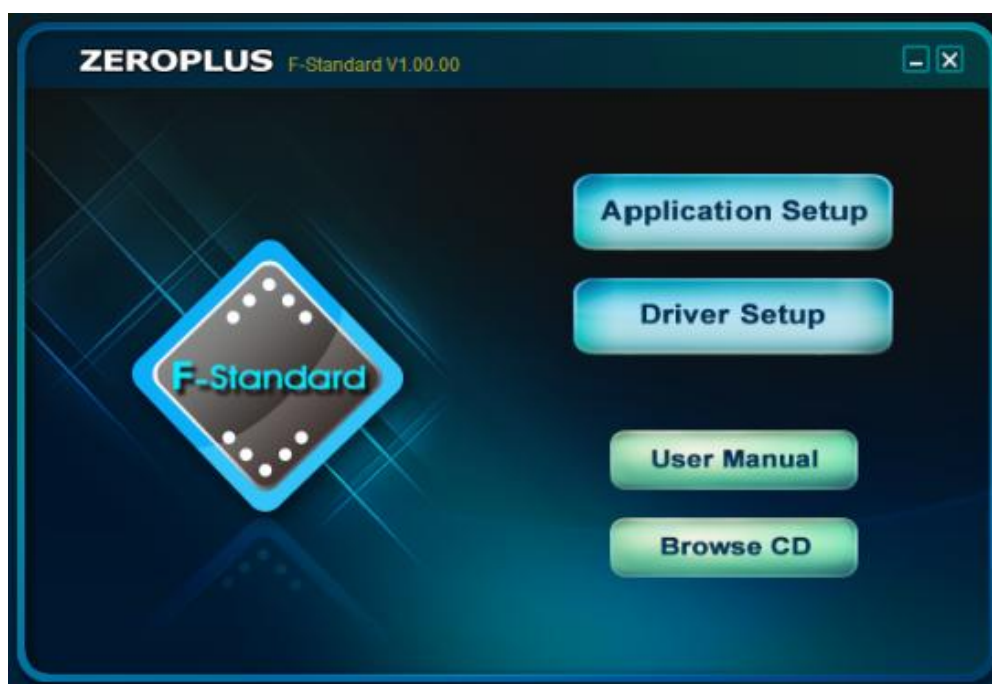 ZEROPLUS F-Standard V1.00.00
Application Setup
Driver Setup
F-Standard
User Manual
Browse CD